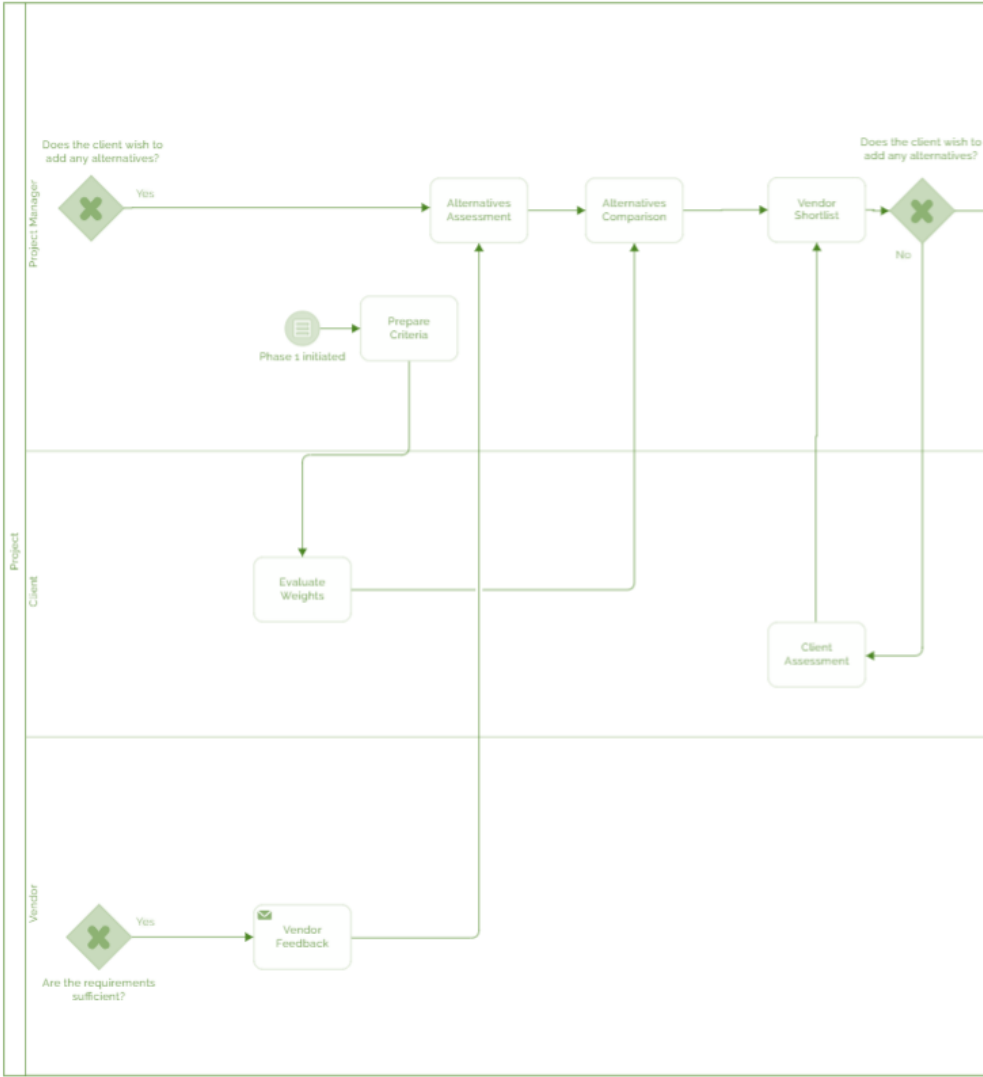 Does the client wish to
add any alternatives?
Does the client wish to
add any alternatives?
Yes
Alternatives
Assessment
Alternatives
Comparison
Vendor
Shortlist
No
Project Manager
Prepare
Criteria
Phase 1 initiated
Project
Client
Evaluate
Weights
Client
Assessment
Vendor
Yes
Vendor
Feedback
Are the requirements
sufficient?